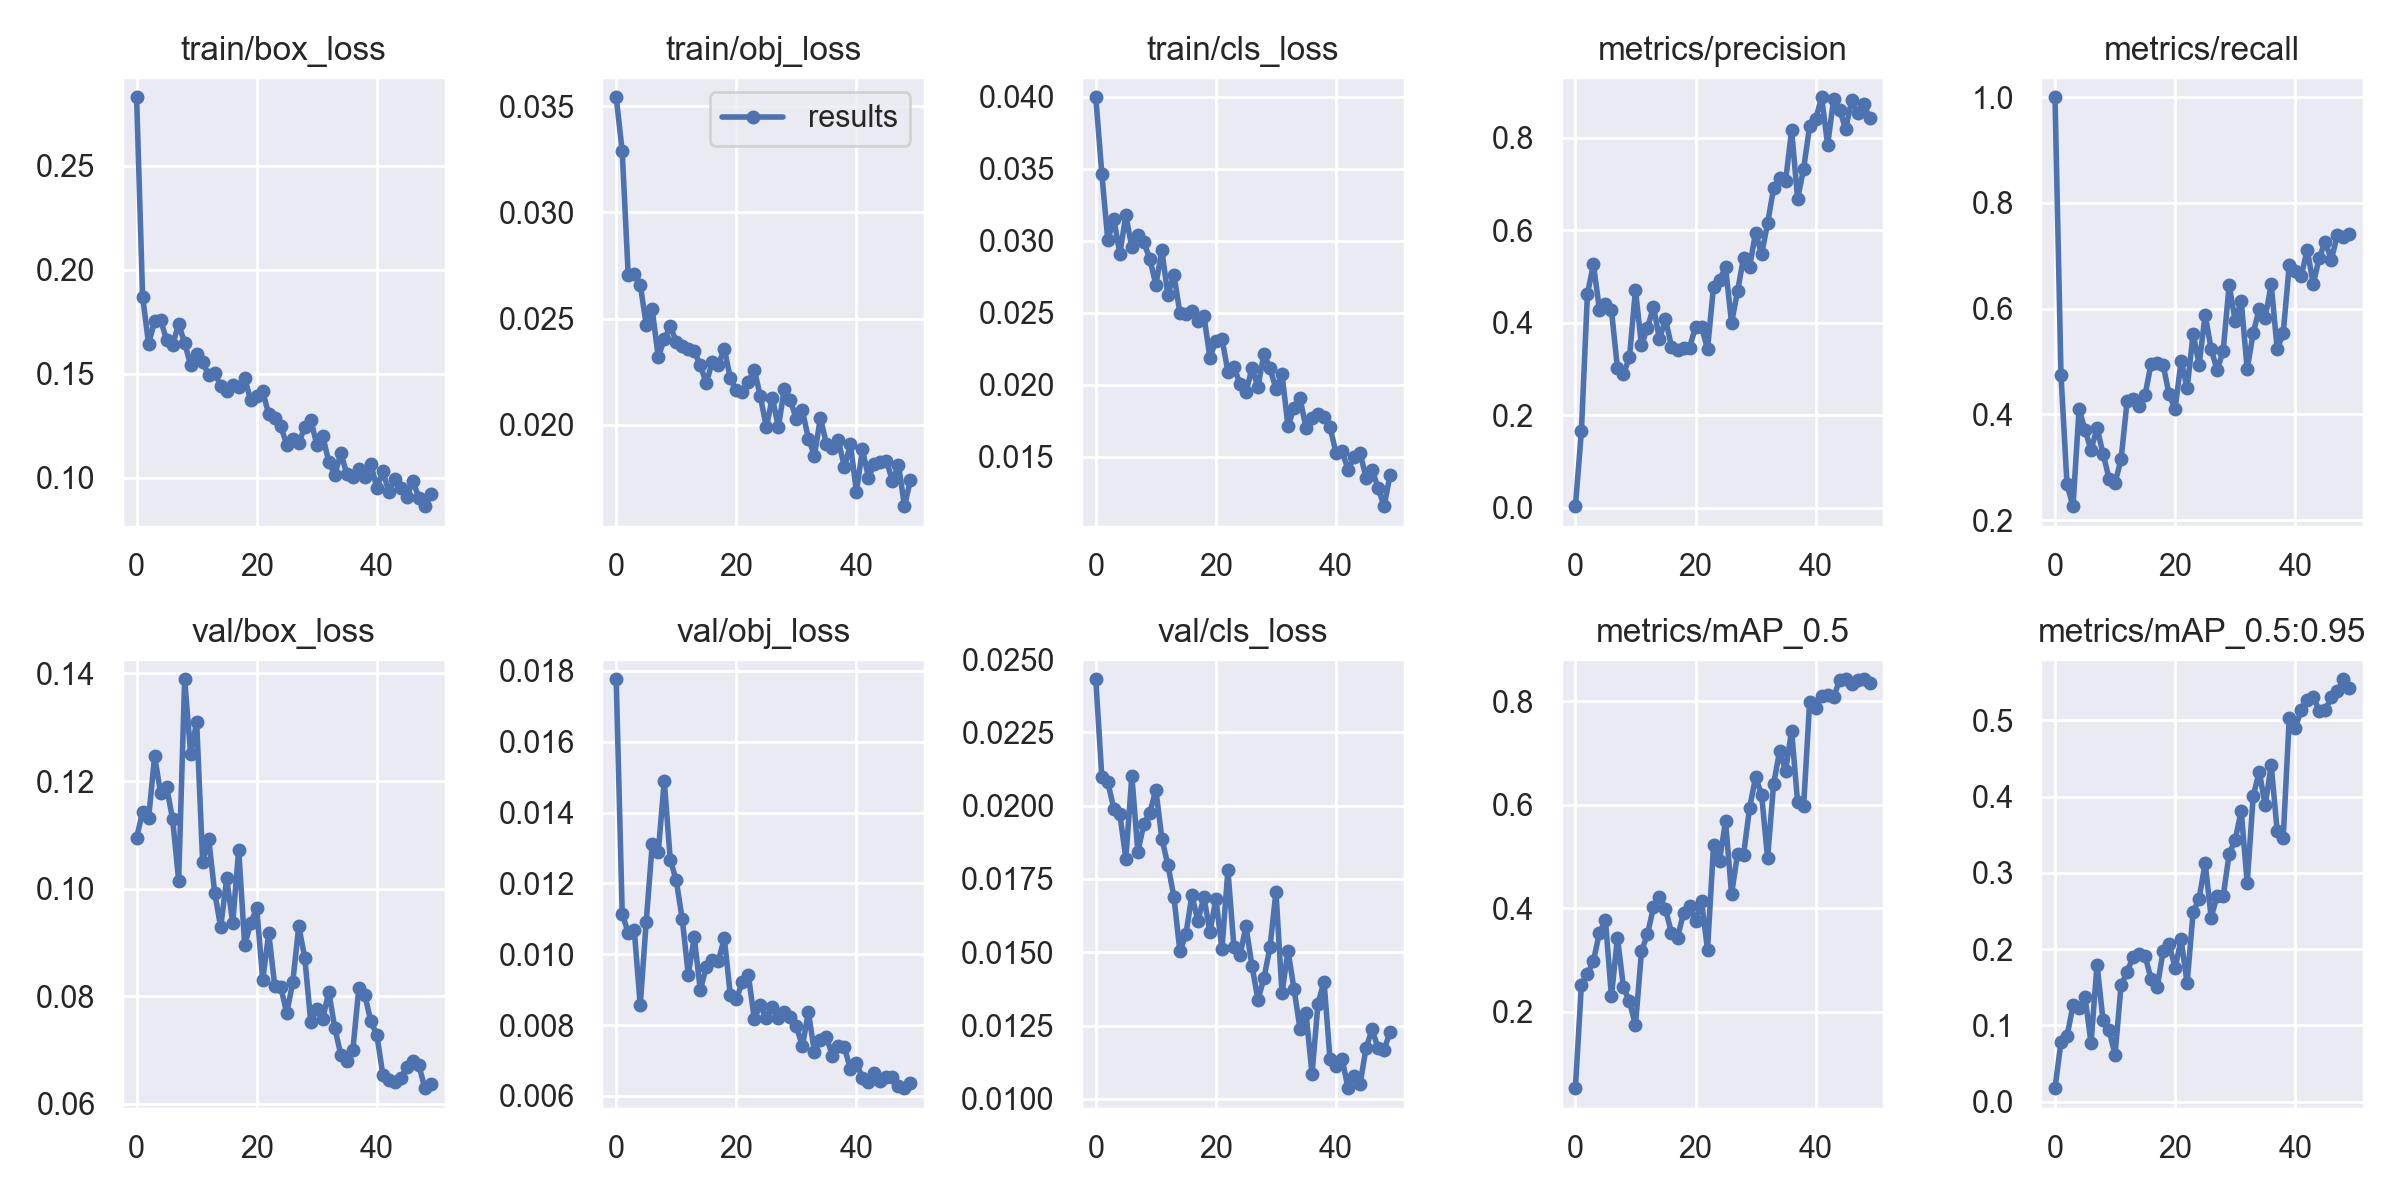 train/box_loss
0.25
0.20
0.15
0.10
0 20 40
train/obj_loss
results
0.035
0.030
0.025
0.020
0 20 40
train/cls_loss
0.040
0.035
0.030
0.025
0.020
0.015
0 20 40
metrics/precision
0.8
0.6
0.4
0.2
0.0
0 20 40
metrics/recall
1.0
0.8
0.6
0.4
0.2
0 20 40
val/box_loss
0.14
0.12
0.10
0.08
0.06
0 20 40
val/obj_loss
0.018
0.016
0.014
0.012
0.010
0.008
0.006
0 20 40
val/cls_loss
0.0250
0.0225
0.0200
0.0175
0.0150
0.0125
0.0100
0 20 40
metrics/mAP_0.5
0.8
0.6
0.4
0.2
0 20 40
metrics/mAP_0.5:0.95
0.5
0.4
0.3
0.2
0.1
0.0
0 20 40